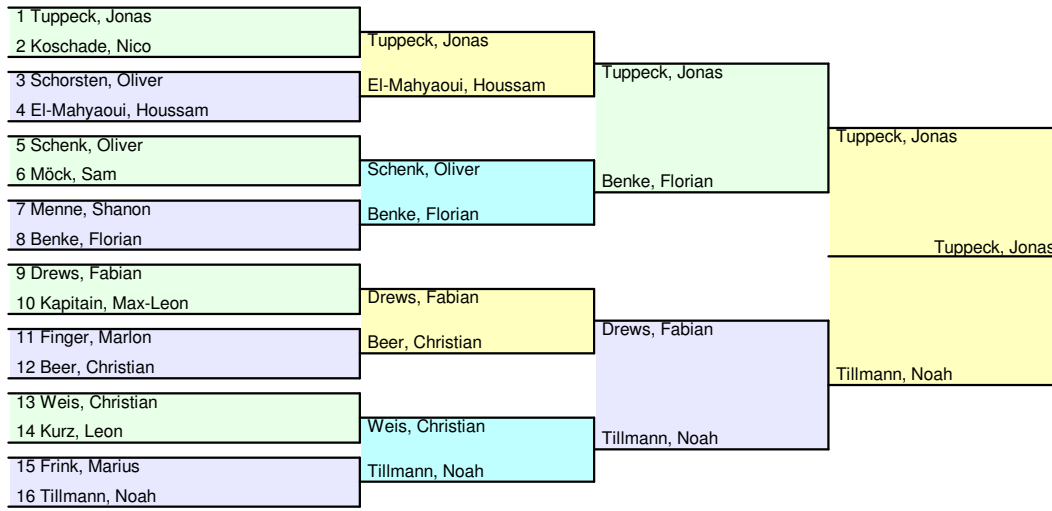 1 Tuppeck, Jonas
2 Koschade, Nico
3 Schorsten, Oliver
4 El-Mahyaoui, Houssam
5 Schenk, Oliver
6 Möck, Sam
7 Menne, Shanon
8 Benke, Florian
9 Drews, Fabian
10 Kapitain, Max-Leon
11 Finger, Marlon
12 Beer, Christian
13 Weis, Christian
14 Kurz, Leon
15 Frink, Marius
16 Tillmann, Noah
Tuppeck, Jonas
El-Mahyaoui, Houssam
Schenk, Oliver
Benke, Florian
Drews, Fabian
Beer, Christian
Weis, Christian
Tillmann, Noah
Tuppeck, Jonas
Benke, Florian
Drews, Fabian
Tillmann, Noah
Tuppeck, Jonas
Tillmann, Noah
Tuppeck, Jonas